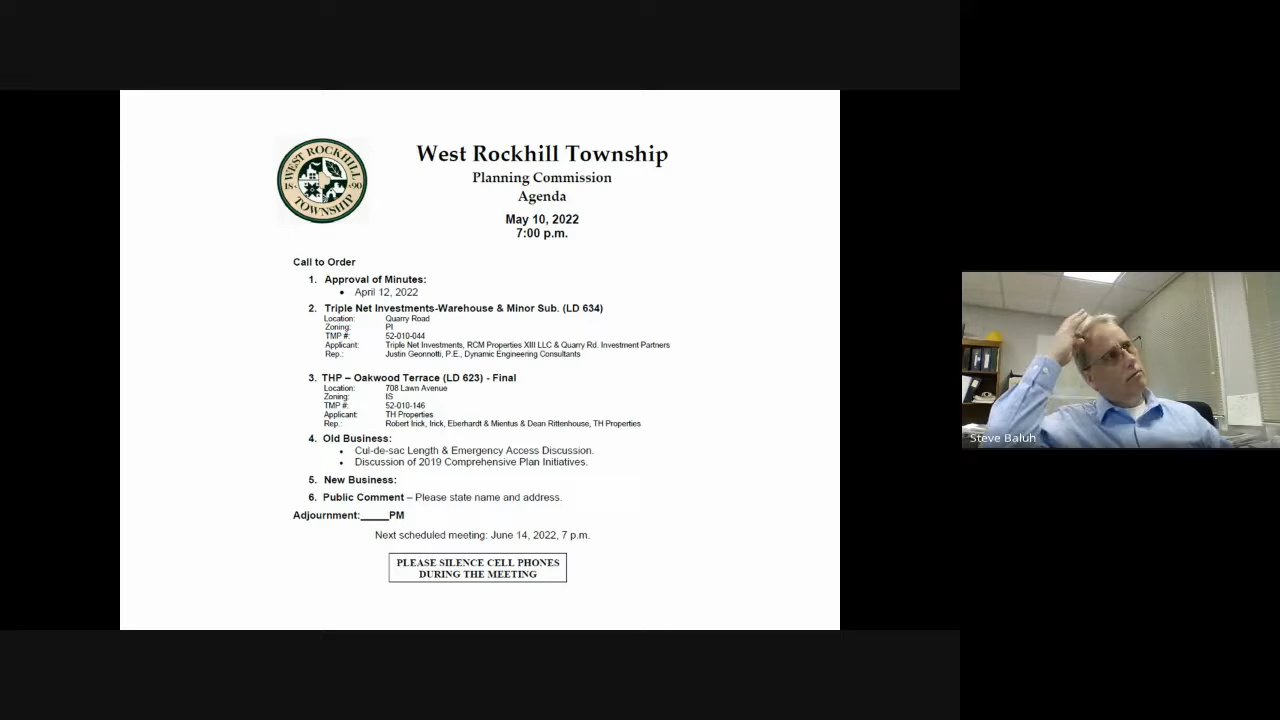 WEST ROCKHILL
18 90
TOWNSHIP
West Rockhill Township
Planning Commission
Agenda
May 10, 2022
7:00 p.m.
Call to Order
1. Approval of Minutes:
• April 12, 2022
2. Triple Net Investments-Warehouse & Minor Sub. (LD 634)
Location: Quarry Road
Zoning: PI
TMP #: 52-010-044
Applicant: Triple Net Investments, RCM Properties XIII LLC & Quarry Rd. Investment Partners
Rep.: Justin Geonnotti, P.E., Dynamic Engineering Consultants
3. THP – Oakwood Terrace (LD 623) - Final
Location: 708 Lawn Avenue
Zoning: IS
TMP #: 52-010-146
Applicant: TH Properties
Rep.: Robert Irick, Irick, Eberhardt & Mientus & Dean Rittenhouse, TH Properties
4. Old Business:
• Cul-de-sac Length & Emergency Access Discussion.
• Discussion of 2019 Comprehensive Plan Initiatives.
5. New Business:
6. Public Comment – Please state name and address.
Adjournment:_____PM
Next scheduled meeting: June 14, 2022, 7 p.m.
PLEASE SILENCE CELL PHONES
DURING THE MEETING
Steve Baluh